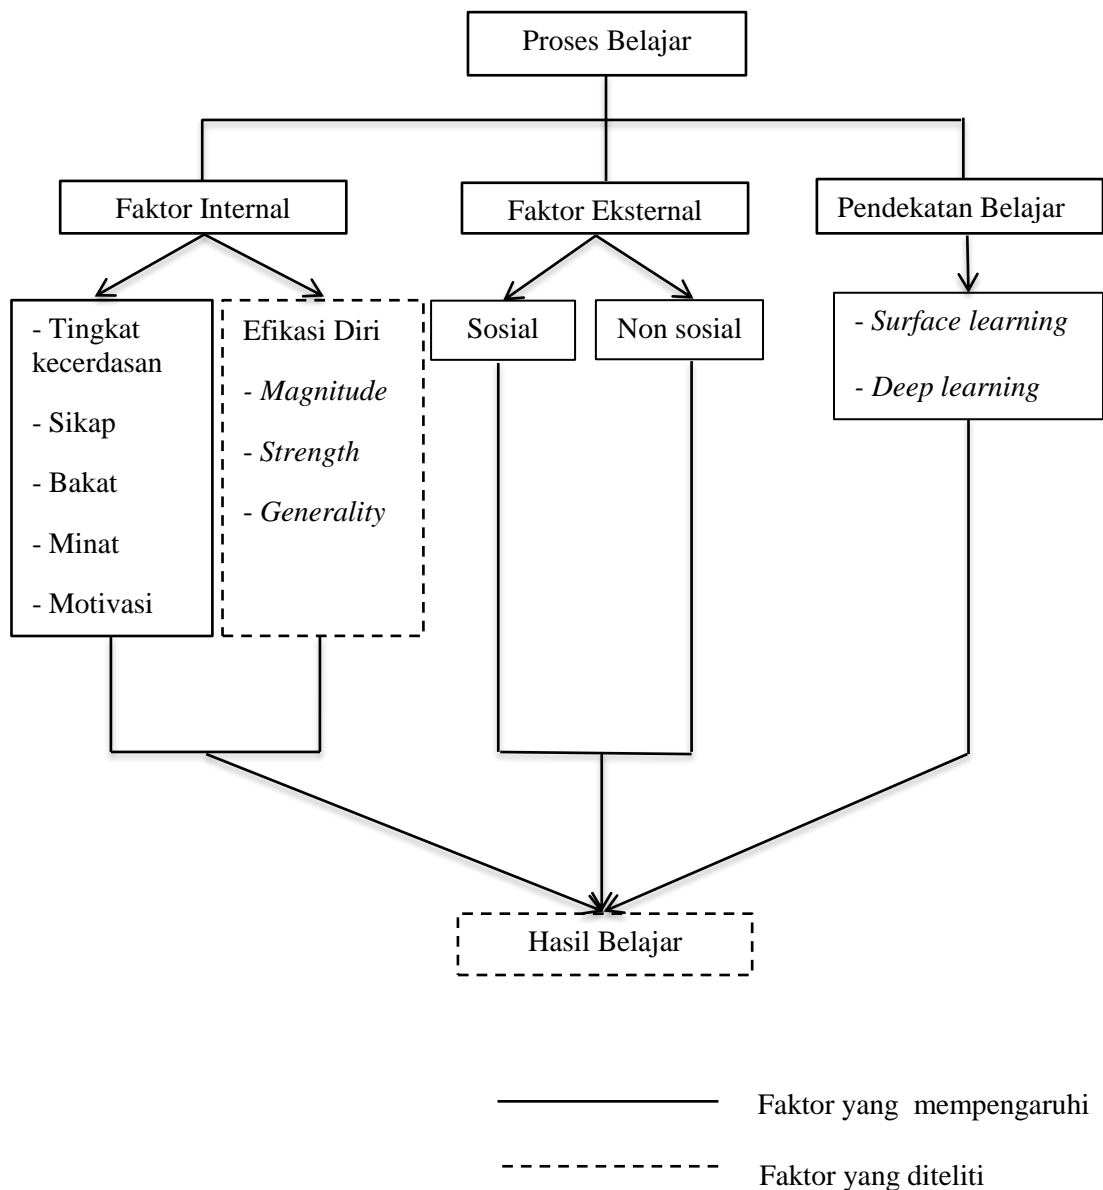 Proses Belajar
Faktor Internal
Faktor Eksternal
Pendekatan Belajar
- Tingkat
kecerdasan
- Sikap
- Bakat
- Minat
- Motivasi
Efikasi Diri
- Magnitude
- Strength
- Generality
Sosial
Non sosial
- Surface learning
- Deep learning
Hasil Belajar
Faktor yang mempengaruhi
Faktor yang diteliti